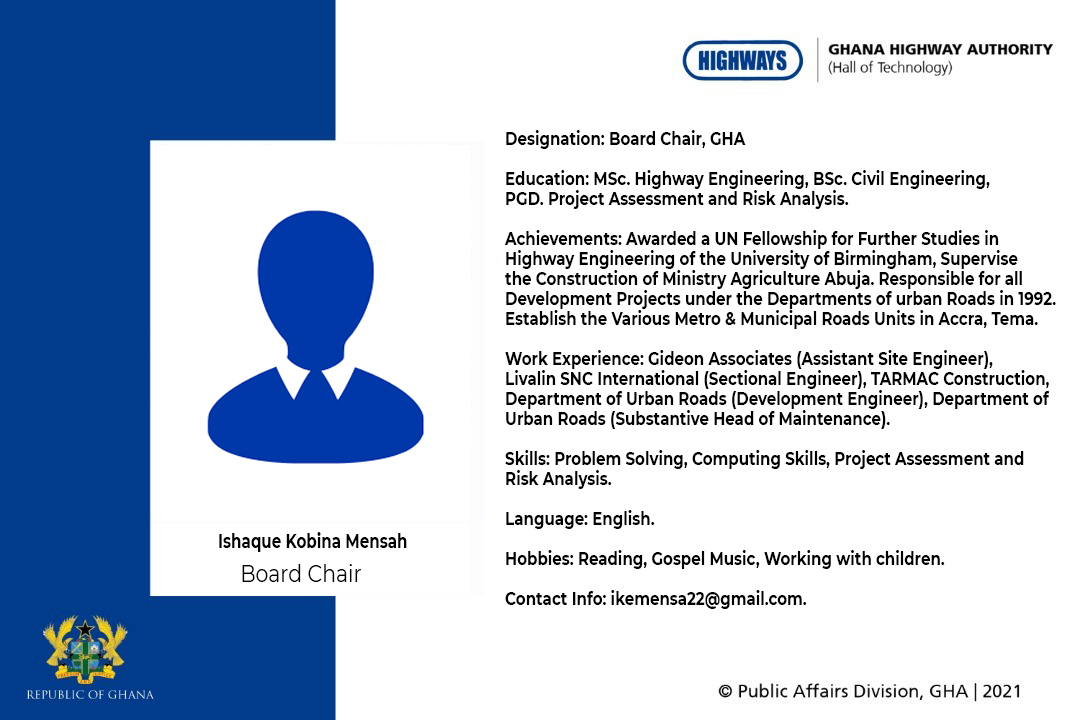 HIGHWAYS
GHANA HIGHWAY AUTHORITY
(Hall of Technology)
Designation: Board Chair, GHA
Education: MSc. Highway Engineering, BSc. Civil Engineering,
PGD. Project Assessment and Risk Analysis.
Achievements: Awarded a UN Fellowship for Further Studies in
Highway Engineering of the University of Birmingham, Supervise
the Construction of Ministry Agriculture Abuja. Responsible for all
Development Projects under the Departments of urban Roads in 1992.
Establish the Various Metro & Municipal Roads Units in Accra, Tema.
Work Experience: Gideon Associates (Assistant Site Engineer),
Livalin SNC International (Sectional Engineer), TARMAC Construction,
Department of Urban Roads (Development Engineer), Department of
Urban Roads (Substantive Head of Maintenance).
Skills: Problem Solving, Computing Skills, Project Assessment and
Risk Analysis.
Language: English.
Hobbies: Reading, Gospel Music, Working with children.
Contact Info: ikemensa22@gmail.com.
Ishaque Kobina Mensah
Board Chair
REPUBLIC OF GHANA
© Public Affairs Division, GHA | 2021